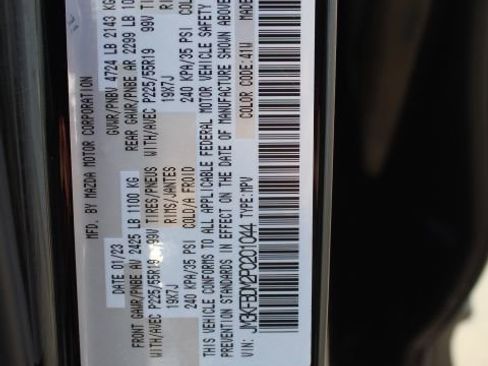 MFD. BY MAZDA MOTOR CORPORATION
DATE: 01/23 GVWR/PNBV 4724 LB 2143 KG
FRONT GAWR/PNBE AV 2425 LB 1100 KG REAR GAWR/PNBE AR 2299 LB
WITH/AVEC P225/55R19 99V TIRES/PNEUS WITH/AVEC P225/55R19 99V
19X7J RIMS/JANTES 19X7J
240 KPA/35 PSI COLD/A FROID 240 KPA/35 PSI
THIS VEHICLE CONFORMS TO ALL APPLICABLE FEDERAL MOTOR VEHICLE SAFETY
PREVENTION STANDARDS IN EFFECT ON THE DATE OF MANUFACTURE SHOWN ABOVE
VIN: JM3KFBDM2P0201044 TYPE: MPV COLOR CODE: 41W